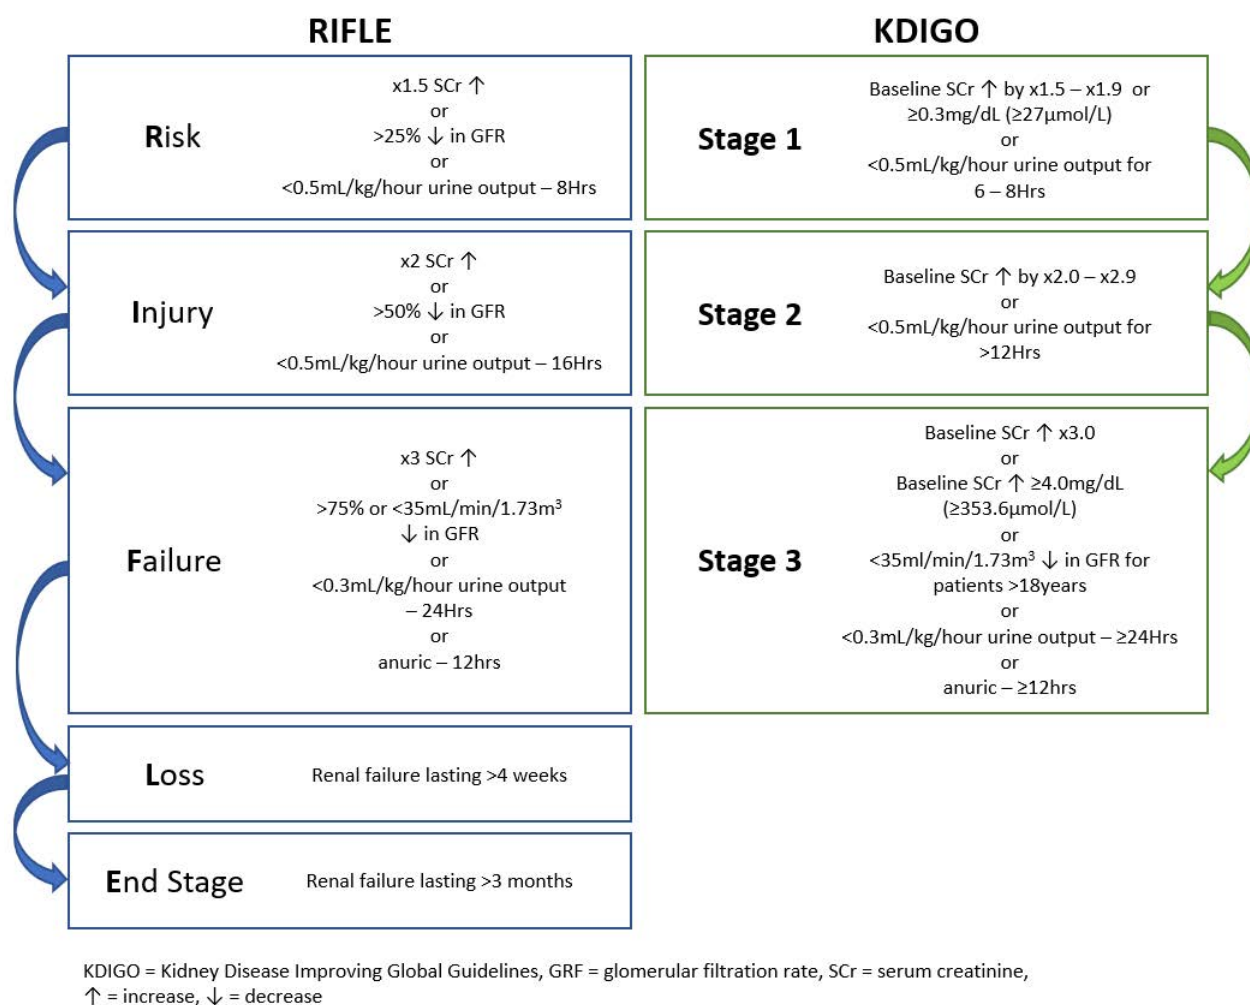 RIFLE
Risk
x1.5 SCr ↑
or
>25% ↓ in GFR
or
<0.5mL/kg/hour urine output – 8Hrs
Injury
x2 SCr ↑
or
>50% ↓ in GFR
or
<0.5mL/kg/hour urine output – 16Hrs
Failure
x3 SCr ↑
or
>75% or <35mL/min/1.73m³
↓ in GFR
or
<0.3mL/kg/hour urine output
– 24Hrs
or
anuric – 12hrs
Loss
Renal failure lasting >4 weeks
End Stage
Renal failure lasting >3 months
KDIGO
Stage 1
Baseline SCr ↑ by x1.5 – x1.9 or
≥0.3mg/dL (≥27µmol/L)
or
<0.5mL/kg/hour urine output for
6 – 8Hrs
Stage 2
Baseline SCr ↑ by x2.0 – x2.9
or
<0.5mL/kg/hour urine output for
>12Hrs
Stage 3
Baseline SCr ↑ x3.0
or
Baseline SCr ↑ ≥4.0mg/dL
(≥353.6µmol/L)
or
<35ml/min/1.73m³ ↓ in GFR for
patients >18years
or
<0.3mL/kg/hour urine output – ≥24Hrs
or
anuric – ≥12hrs
KDIGO = Kidney Disease Improving Global Guidelines, GRF = glomerular filtration rate, SCr = serum creatinine,
↑ = increase, ↓ = decrease